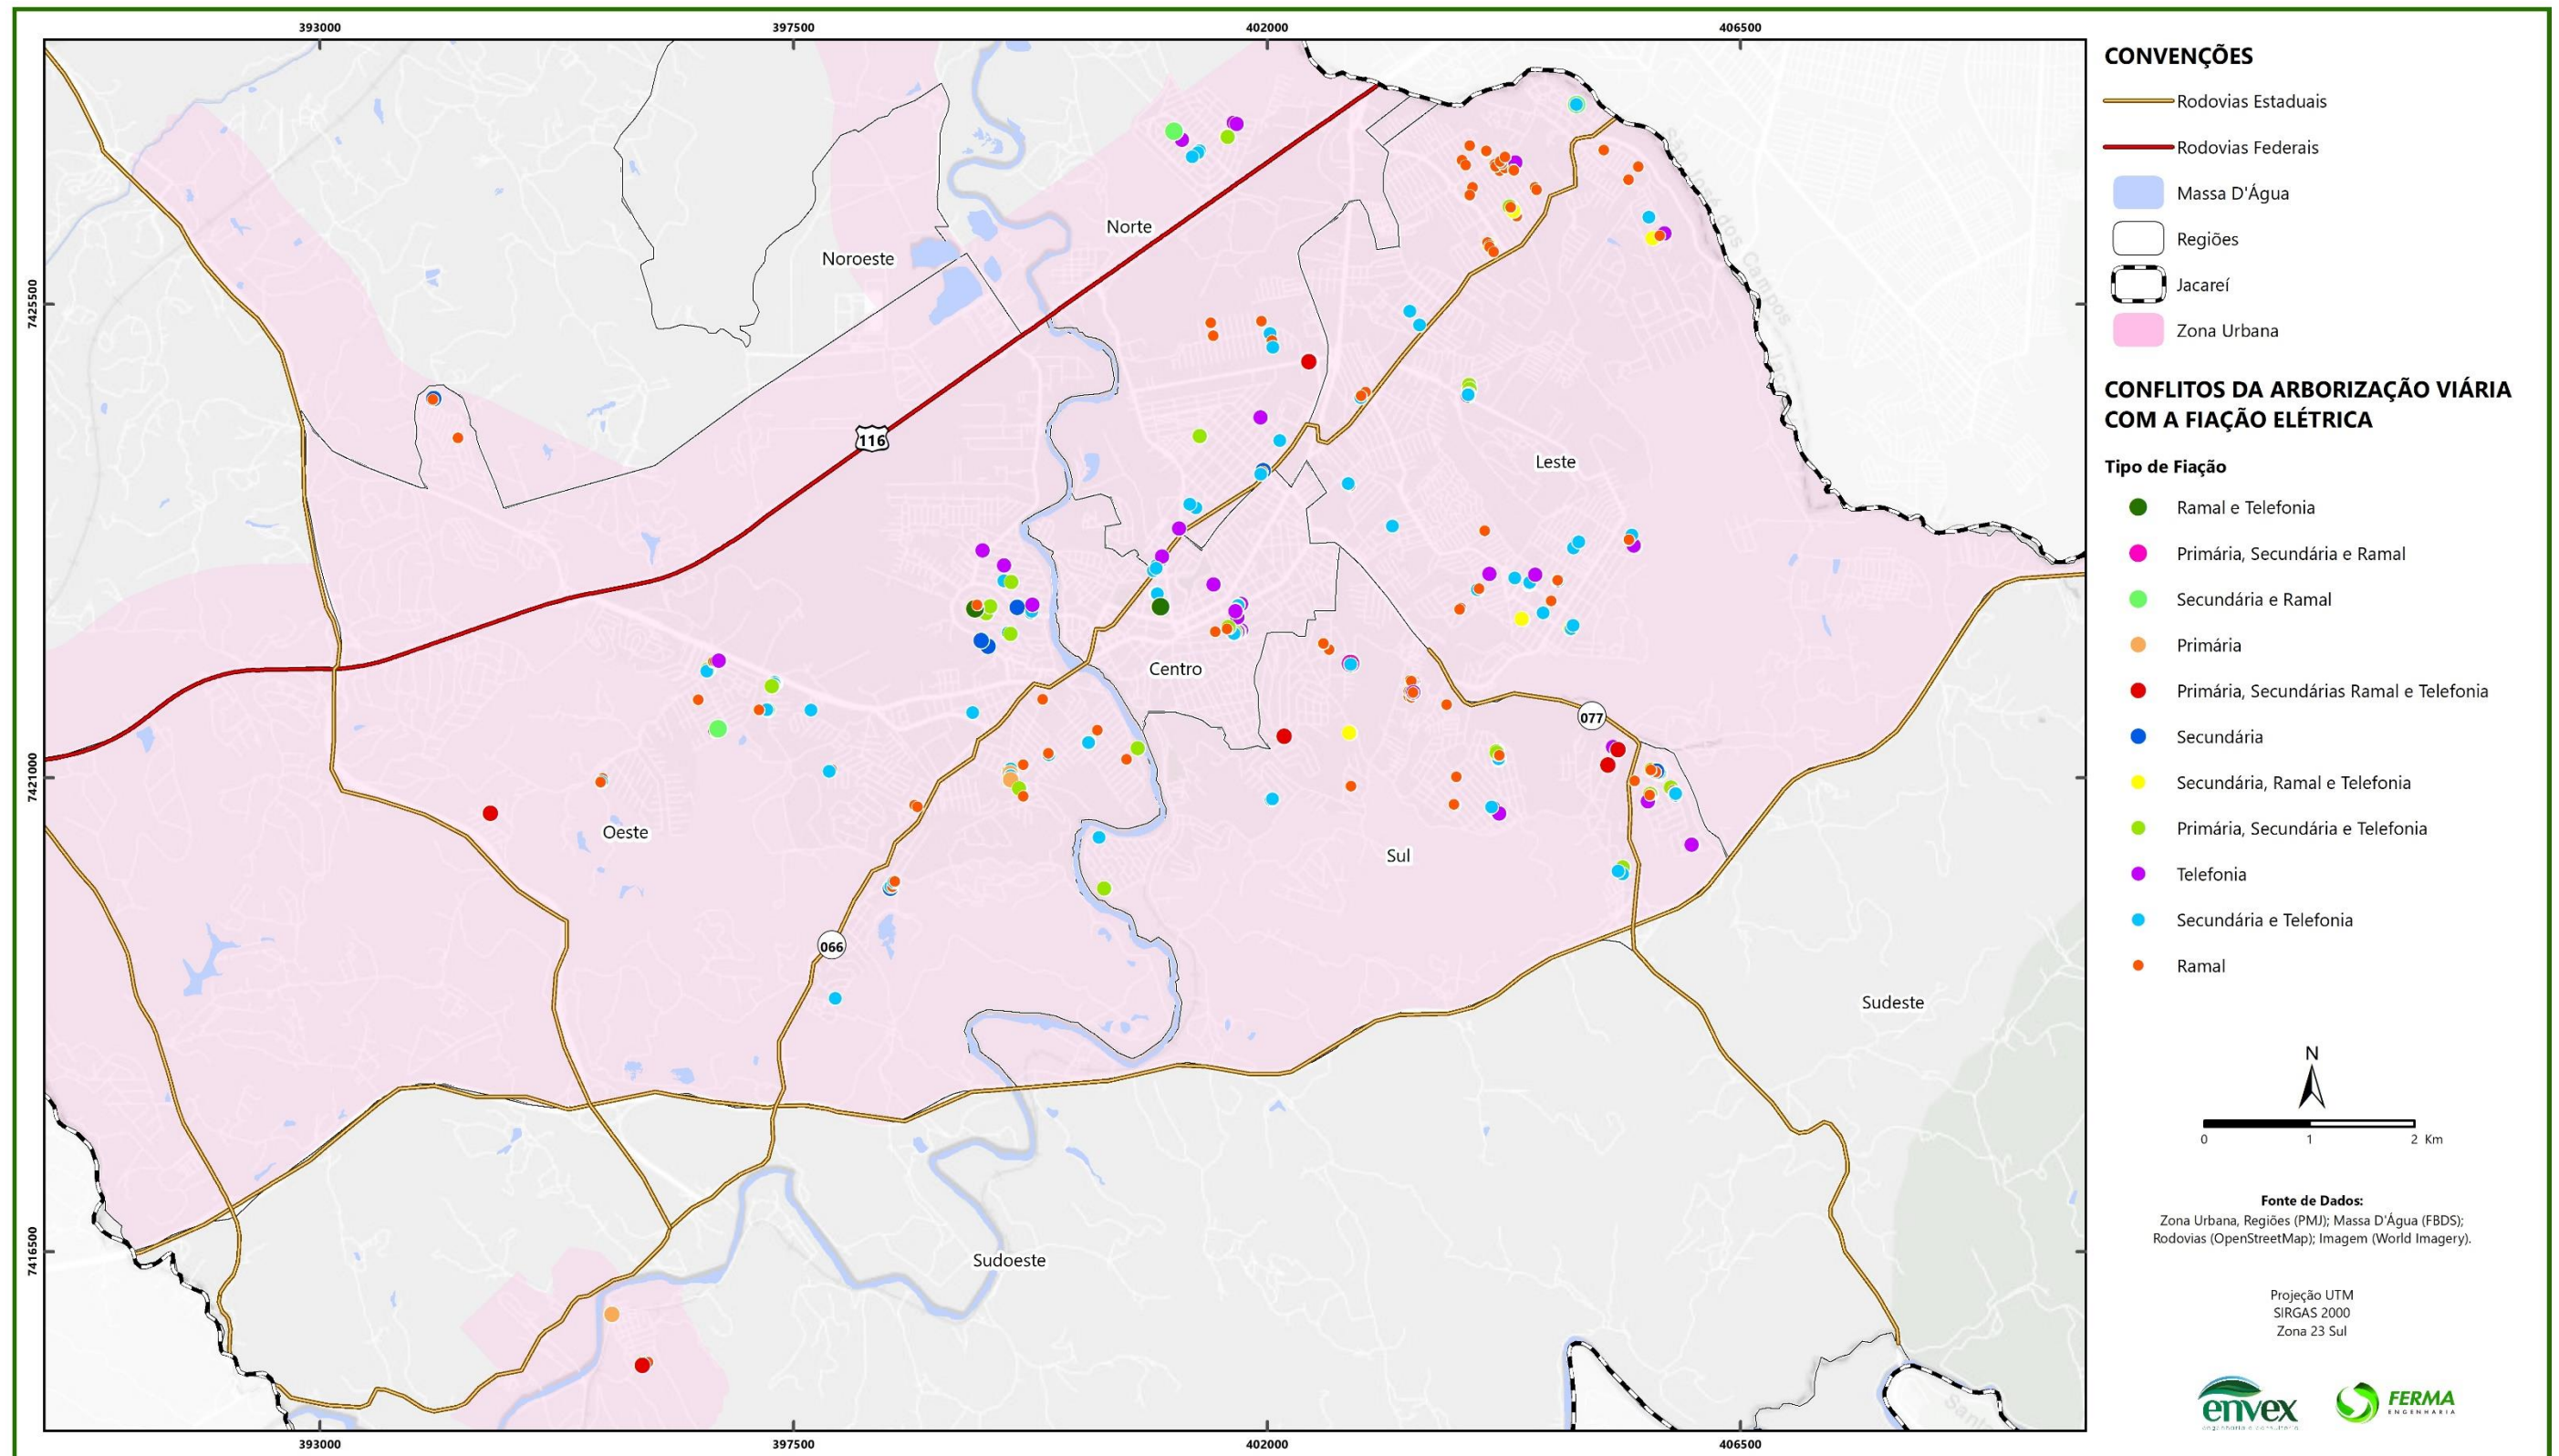 393000
397500
402000
406500
7425500
7421000
7416500
Norte
Noroeste
São José dos Campos
116
Leste
Centro
077
Oeste
Sul
066
Sudeste
Sudoeste
393000
397500
402000
406500
CONVENÇÕES
Rodovias Estaduais
Rodovias Federais
Massa D'Água
Regiões
Jacareí
Zona Urbana
CONFLITOS DA ARBORIZAÇÃO VIÁRIA
COM A FIAÇÃO ELÉTRICA
Tipo de Fiação
Ramal e Telefonia
Primária, Secundária e Ramal
Secundária e Ramal
Primária
Primária, Secundárias Ramal e Telefonia
Secundária
Secundária, Ramal e Telefonia
Primária, Secundária e Telefonia
Telefonia
Secundária e Telefonia
Ramal
N
0 1 2 Km
Fonte de Dados:
Zona Urbana, Regiões (PMJ); Massa D'Água (FBDS);
Rodovias (OpenStreetMap); Imagem (World Imagery).
Projeção UTM
SIRGAS 2000
Zona 23 Sul
envex
FERMA
ENGENHARIA